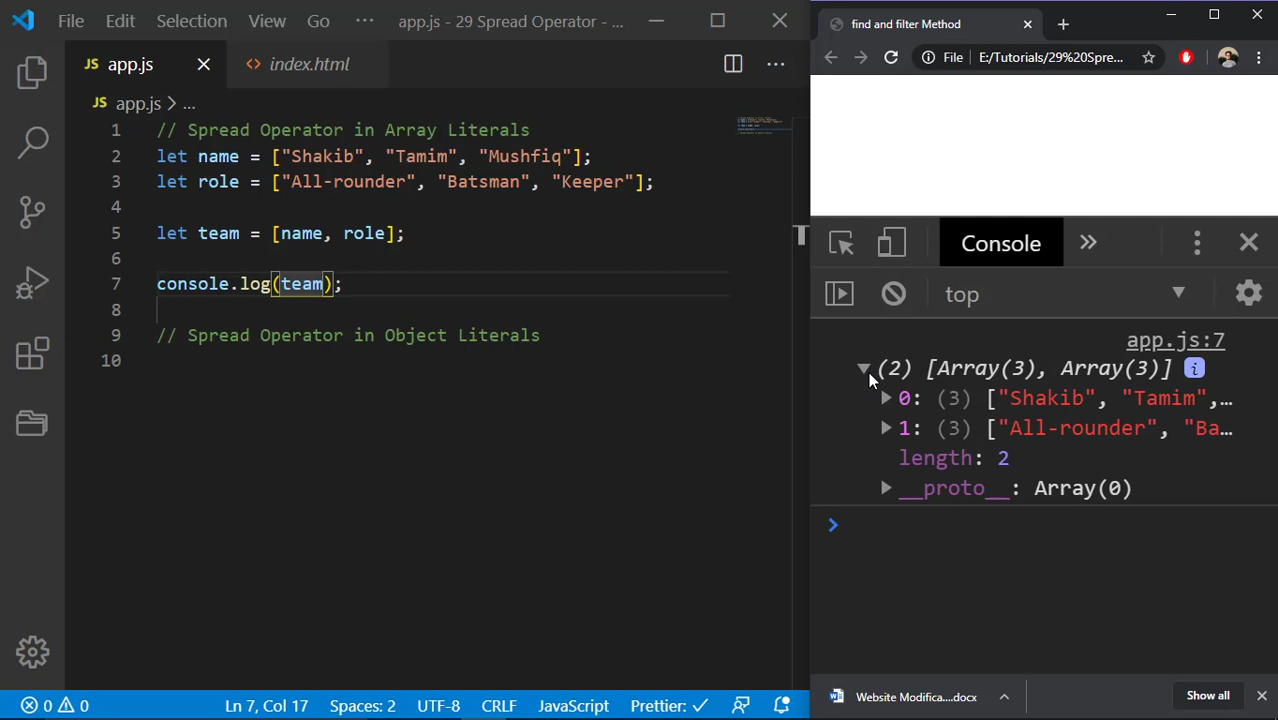 File Edit Selection View Go ··· app.js - 29 Spread Operator - ...
JS app.js
<> index.html
JS app.js > ...
1 // Spread Operator in Array Literals
2 let name = ["Shakib", "Tamim", "Mushfiq"];
3 let role = ["All-rounder", "Batsman", "Keeper"];
4
5 let team = [name, role];
6
7 console.log(team);
8
9 // Spread Operator in Object Literals
10
0 0 Ln 7, Col 17 Spaces: 2 UTF-8 CRLF JavaScript Prettier: ✓
find and filter Method
File E:/Tutorials/29%20Spre...
Console »
top
app.js:7
(2) [Array(3), Array(3)] i
0: (3) ["Shakib", "Tamim",…
1: (3) ["All-rounder", "Ba…
length: 2
__proto__: Array(0)
>
Website Modifica....docx
Show all